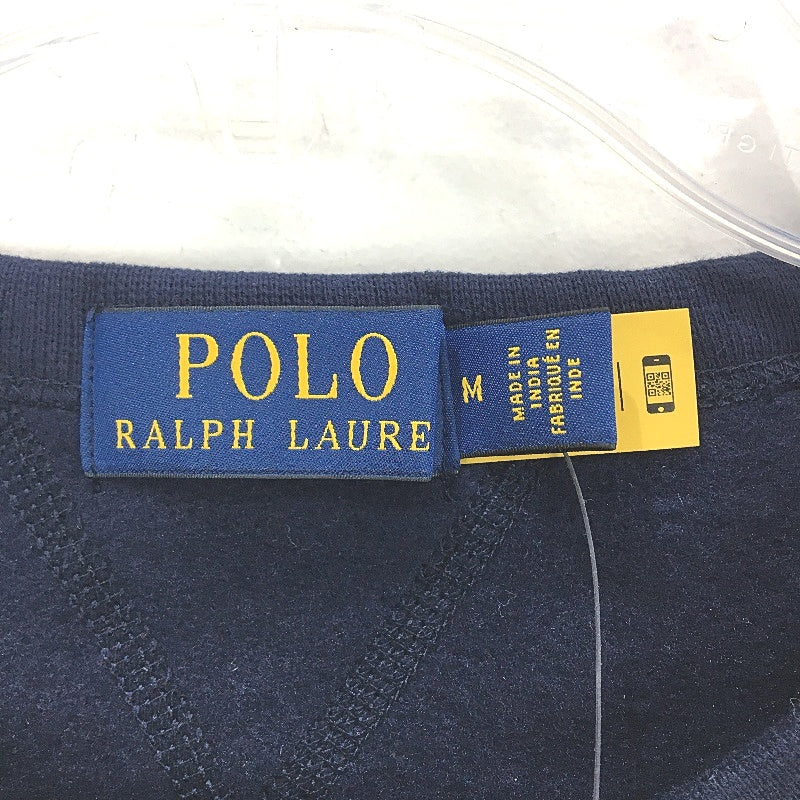 POLO
RALPH LAURE
M
MADE IN
INDIA
FABRIQUÉ EN
INDE